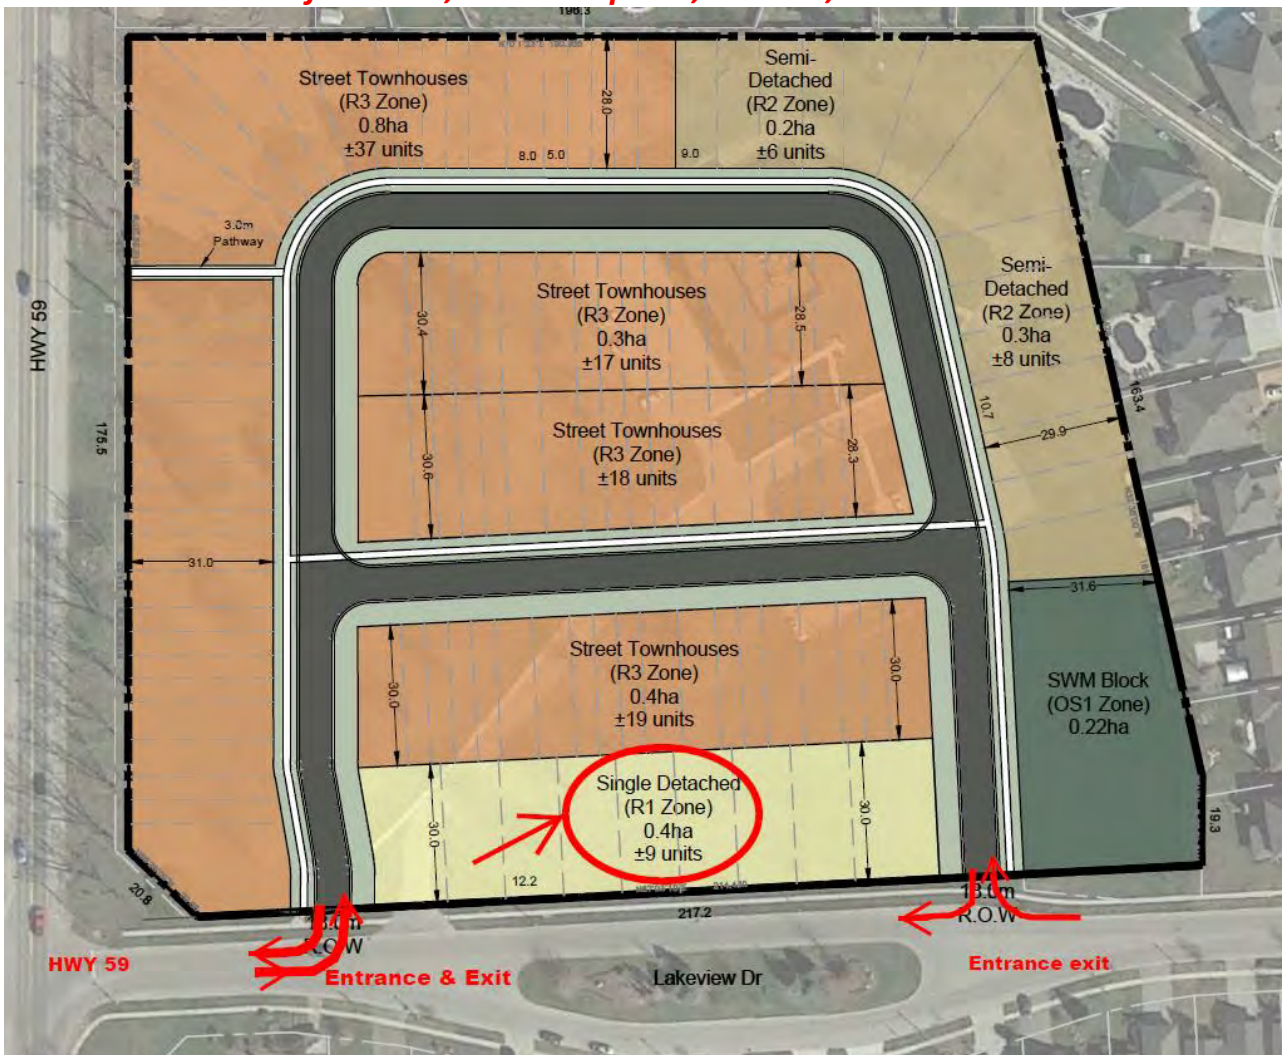 196.3
Street Townhouses
(R3 Zone)
0.8ha
±37 units
28.0
8.0 5.0
Semi-
Detached
(R2 Zone)
0.2ha
±6 units
9.0
3.0m
Pathway
HWY 59
175.5
Street Townhouses
(R3 Zone)
0.3ha
±17 units
30.4
28.5
Semi-
Detached
(R2 Zone)
0.3ha
±8 units
163.4
10.7
29.9
Street Townhouses
(R3 Zone)
±18 units
30.6
28.3
31.0
31.6
Street Townhouses
(R3 Zone)
0.4ha
±19 units
30.0
30.0
SWM Block
(OS1 Zone)
0.22ha
Single Detached
(R1 Zone)
0.4ha
±9 units
30.0
30.0
19.3
12.2
20.8
217.2
18.0m
R.O.W
18.0m
R.O.W
HWY 59
Entrance & Exit
Lakeview Dr
Entrance exit